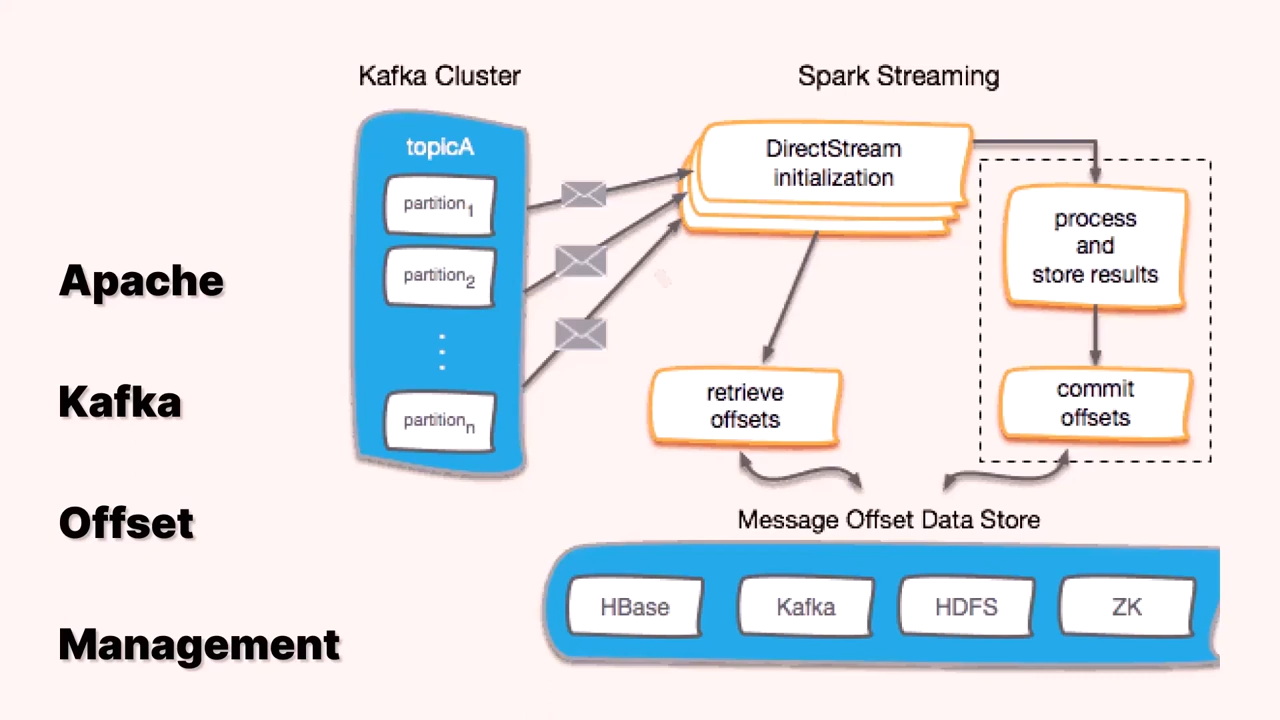 Apache
Kafka
Offset
Management
Kafka Cluster
topicA
partition1
partition2
partitionn
Spark Streaming
DirectStream
initialization
process
and
store results
retrieve
offsets
commit
offsets
Message Offset Data Store
HBase
Kafka
HDFS
ZK